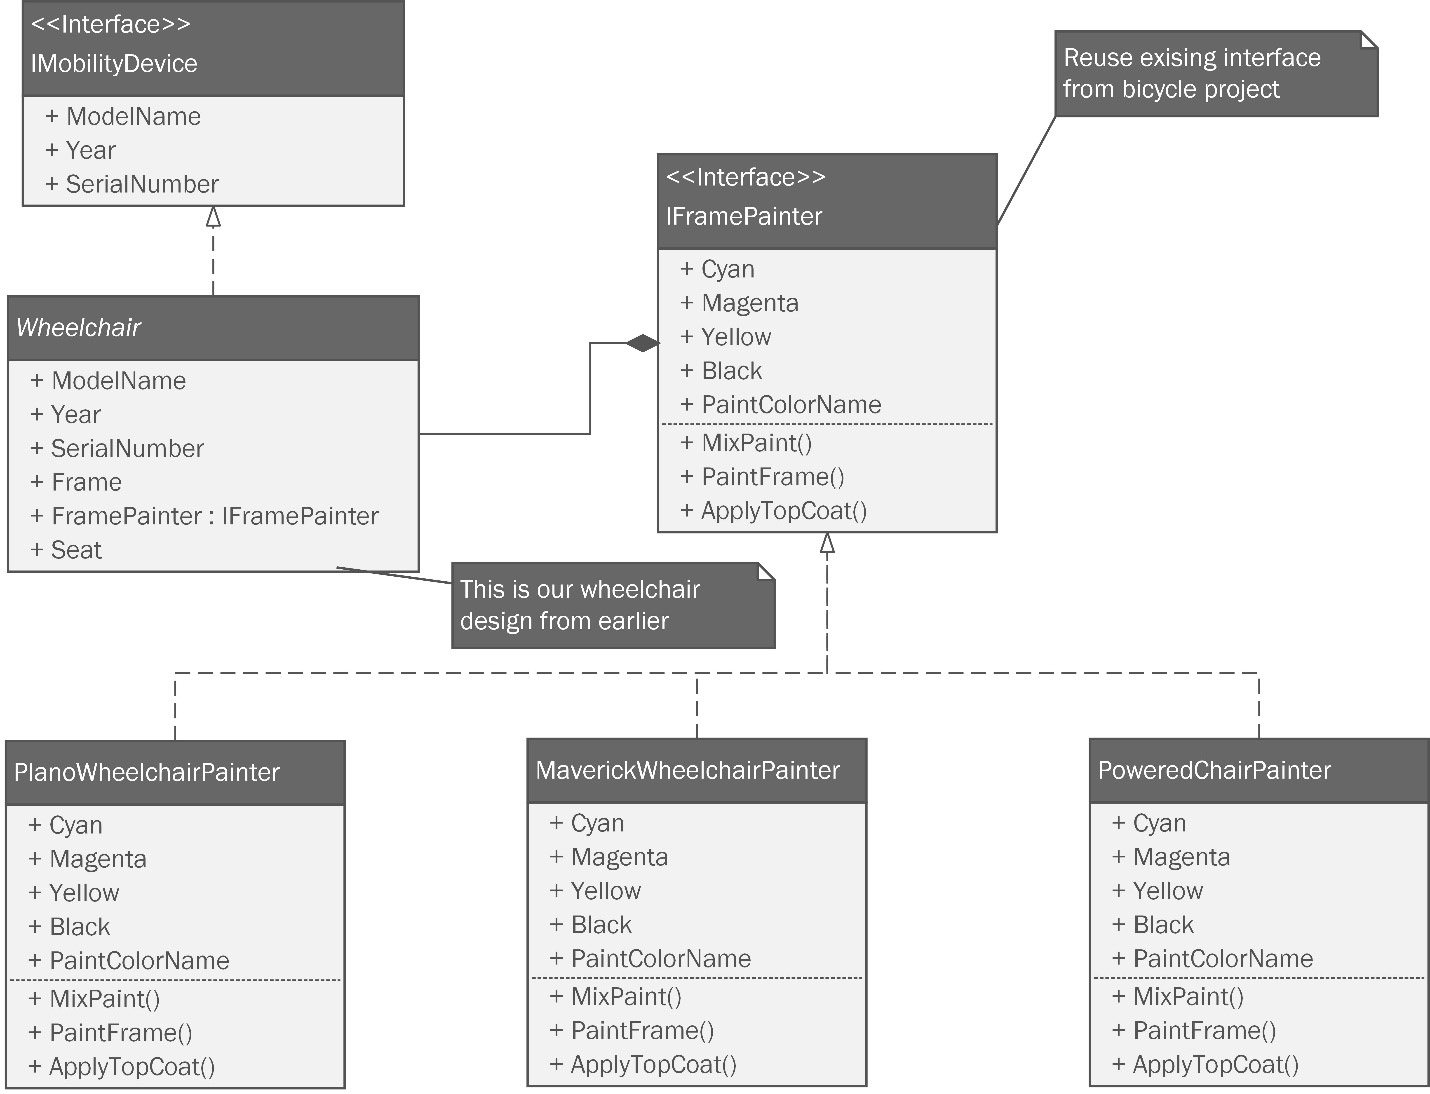 <<Interface>>
IMobilityDevice
+ ModelName
+ Year
+ SerialNumber
Reuse exising interface
from bicycle project
<<Interface>>
IFramePainter
+ Cyan
+ Magenta
+ Yellow
+ Black
+ PaintColorName
+ MixPaint()
+ PaintFrame()
+ ApplyTopCoat()
Wheelchair
+ ModelName
+ Year
+ SerialNumber
+ Frame
+ FramePainter : IFramePainter
+ Seat
This is our wheelchair
design from earlier
PlanoWheelchairPainter
+ Cyan
+ Magenta
+ Yellow
+ Black
+ PaintColorName
+ MixPaint()
+ PaintFrame()
+ ApplyTopCoat()
MaverickWheelchairPainter
+ Cyan
+ Magenta
+ Yellow
+ Black
+ PaintColorName
+ MixPaint()
+ PaintFrame()
+ ApplyTopCoat()
PoweredChairPainter
+ Cyan
+ Magenta
+ Yellow
+ Black
+ PaintColorName
+ MixPaint()
+ PaintFrame()
+ ApplyTopCoat()